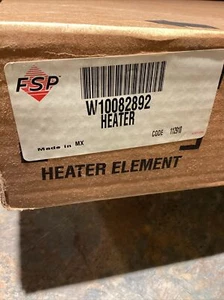 FSP
W10082892
HEATER
Made in MX
CODE
HEATER ELEMENT